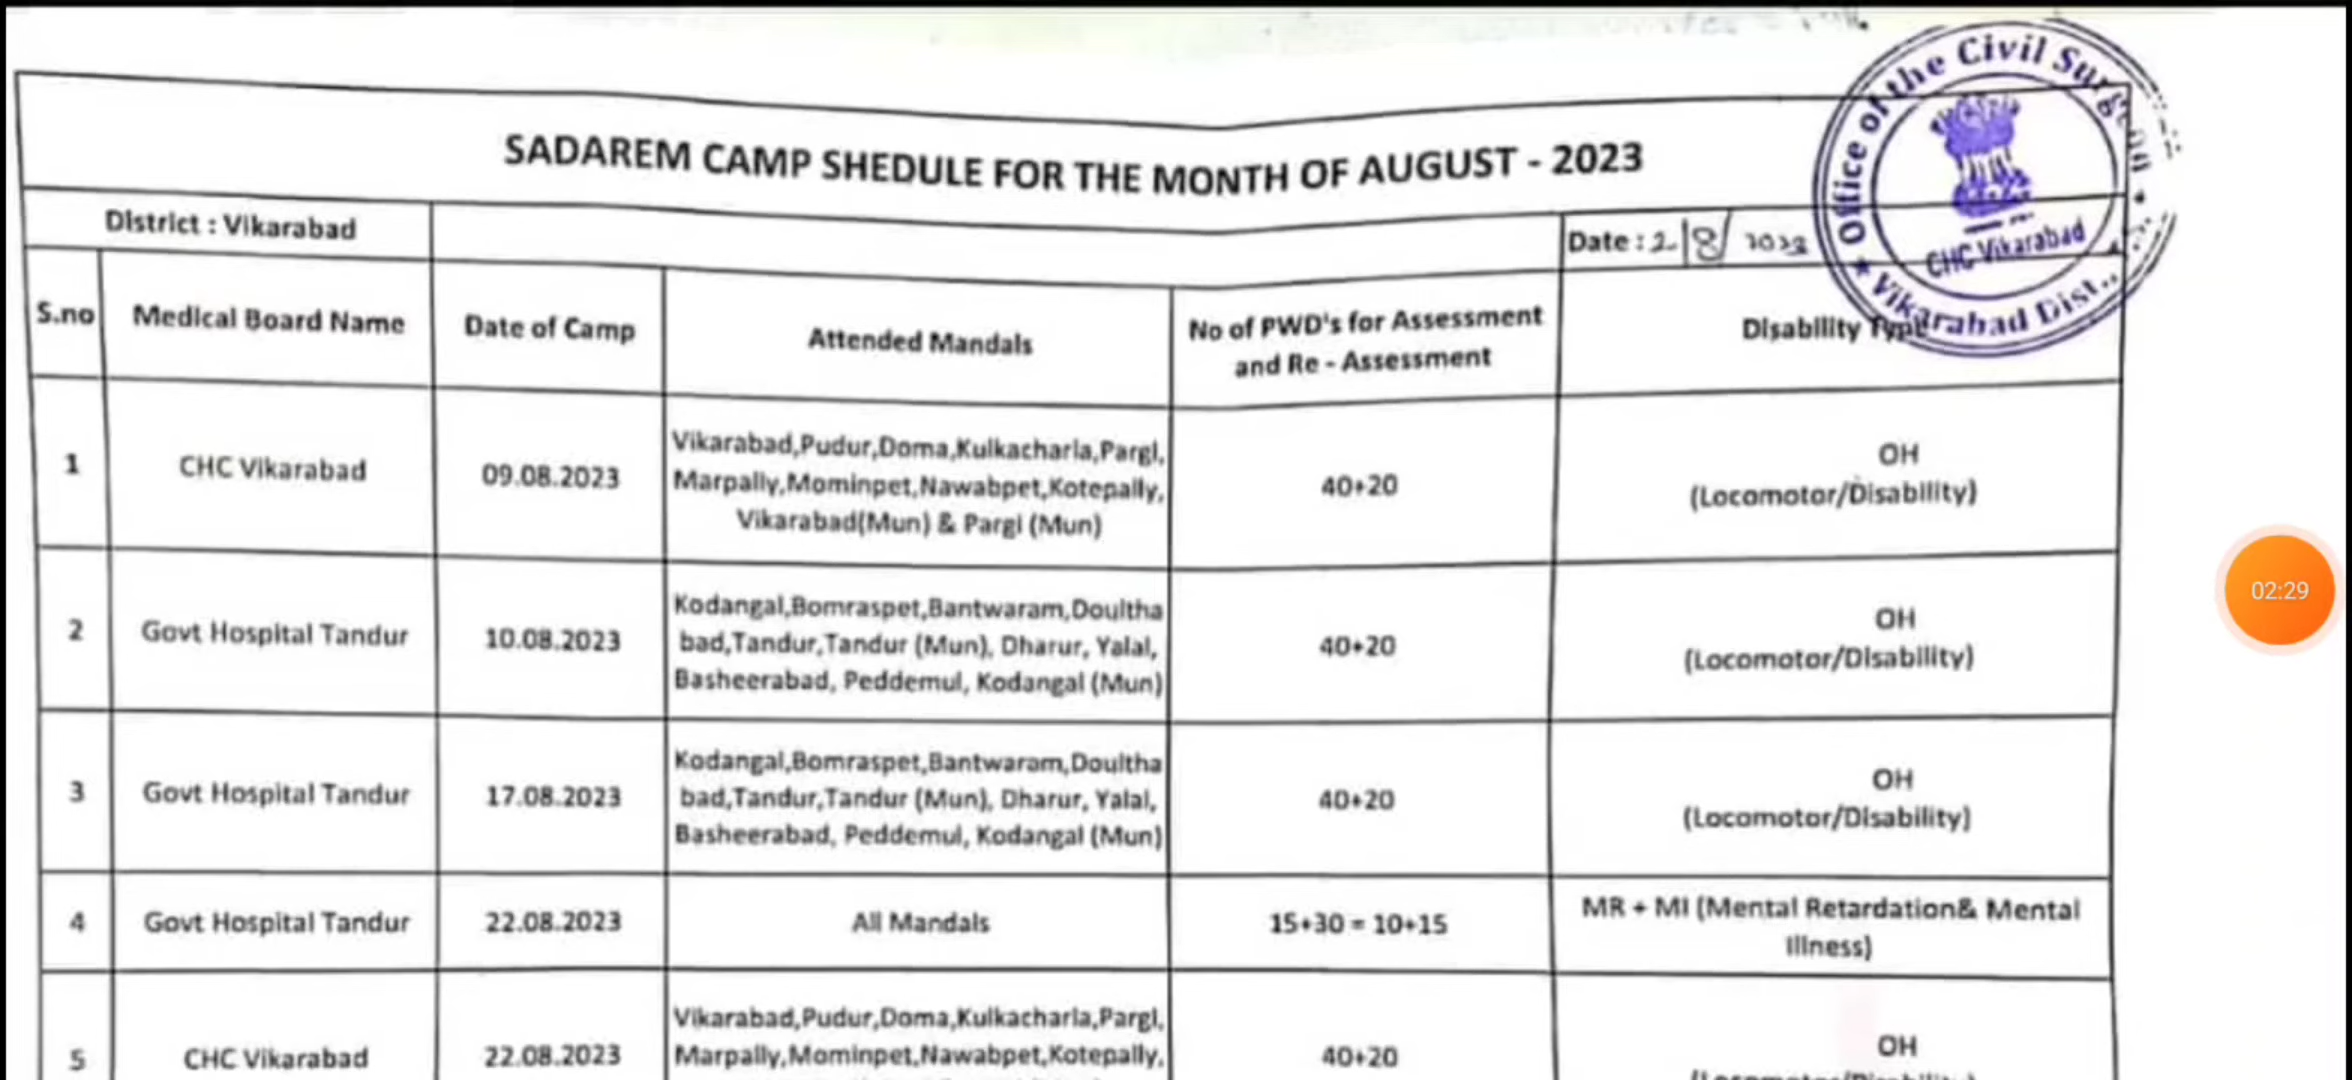 SADAREM CAMP SHEDULE FOR THE MONTH OF AUGUST - 2023
District : Vikarabad
Date : 2/8/2023
Office of the Civil Surgeon
CHC Vikarabad
Vikarabad Dist.
S.no
Medical Board Name
Date of Camp
Attended Mandals
No of PWD's for Assessment
and Re - Assessment
Disability Type
1
CHC Vikarabad
09.08.2023
Vikarabad,Pudur,Doma,Kulkacharla,Pargi,
Marpally,Mominpet,Nawabpet,Kotepally,
Vikarabad(Mun) & Pargi (Mun)
40+20
OH
(Locomotor/Disability)
2
Govt Hospital Tandur
10.08.2023
Kodangal,Bomraspet,Bantwaram,Doultha
bad,Tandur,Tandur (Mun), Dharur, Yalal,
Basheerabad, Peddemul, Kodangal (Mun)
40+20
OH
(Locomotor/Disability)
3
Govt Hospital Tandur
17.08.2023
Kodangal,Bomraspet,Bantwaram,Doultha
bad,Tandur,Tandur (Mun), Dharur, Yalal,
Basheerabad, Peddemul, Kodangal (Mun)
40+20
OH
(Locomotor/Disability)
4
Govt Hospital Tandur
22.08.2023
All Mandals
15+30 = 10+15
MR + MI (Mental Retardation& Mental
Illness)
5
CHC Vikarabad
22.08.2023
Vikarabad,Pudur,Doma,Kulkacharla,Pargi,
Marpally,Mominpet,Nawabpet,Kotepally,
40+20
OH
02:29